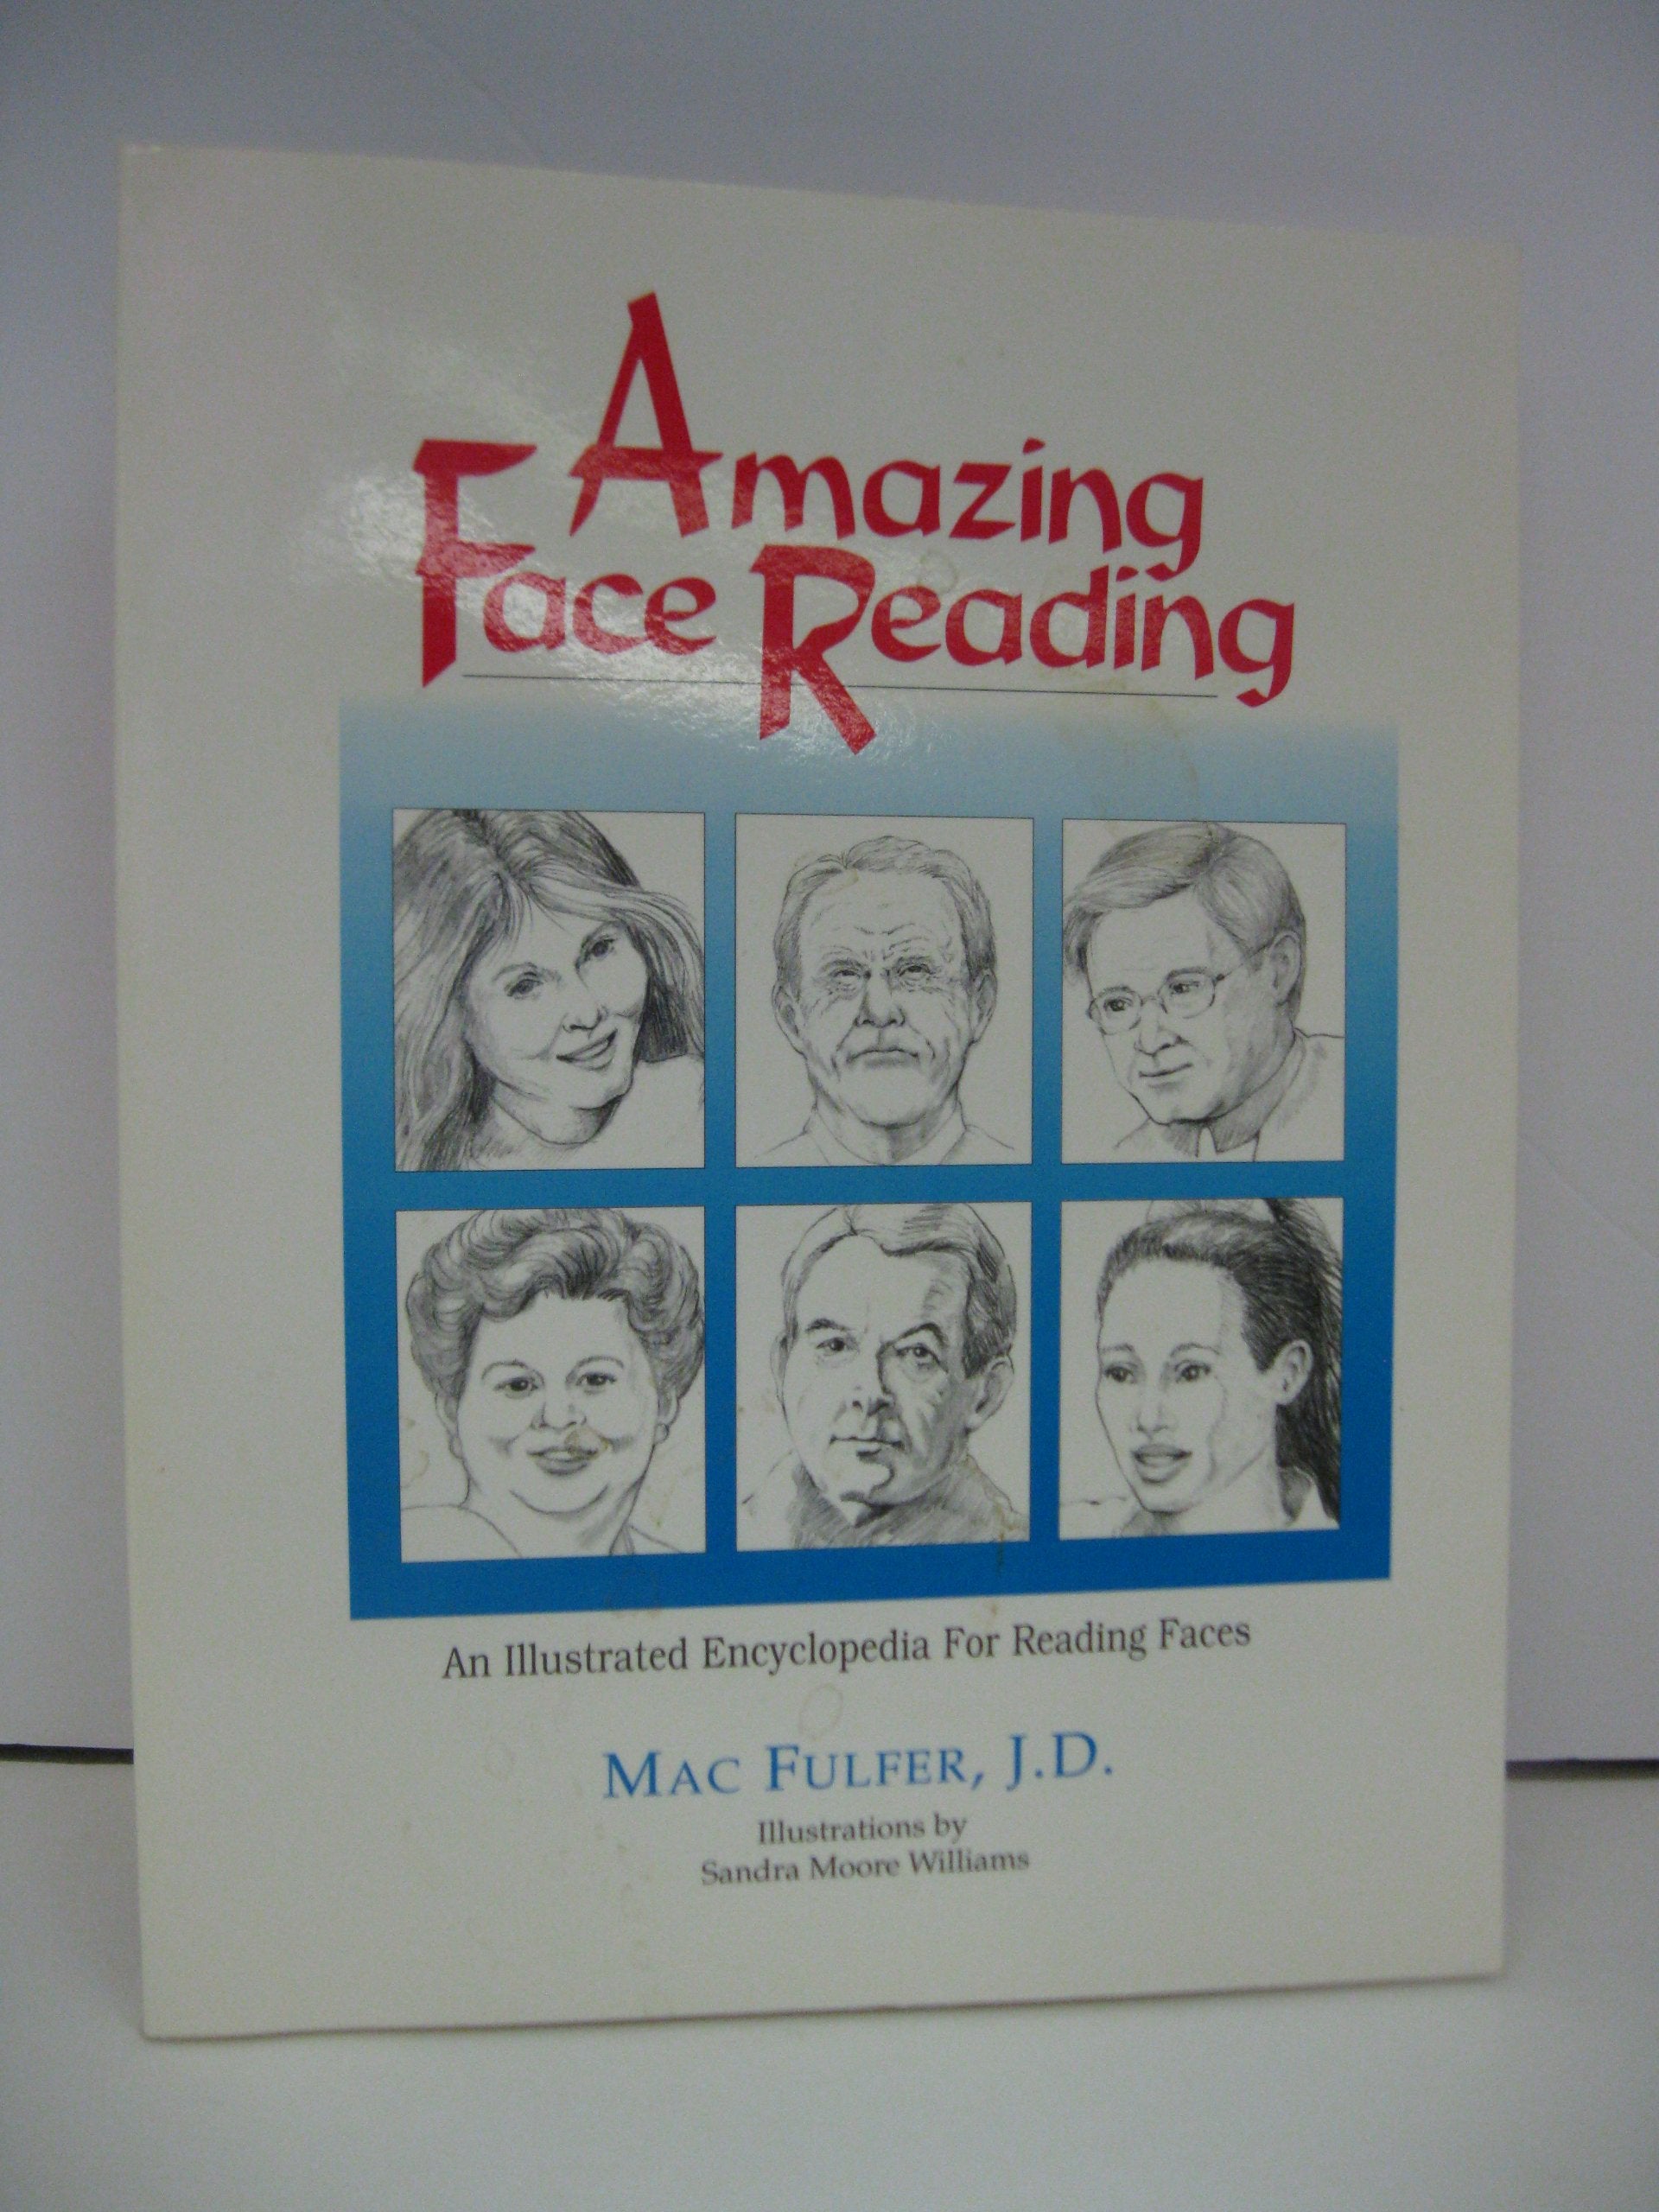 Amazing
Face Reading
An Illustrated Encyclopedia For Reading Faces
MAC FULFER, J.D.
Illustrations by
Sandra Moore Williams